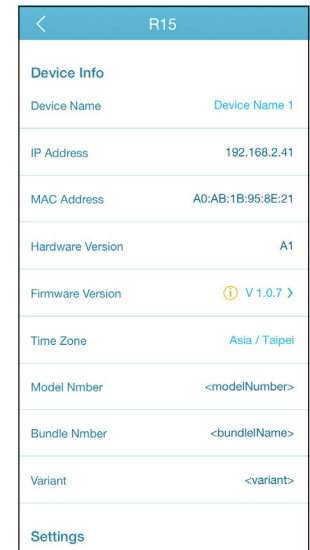 R15
Device Info
Device Name Device Name 1
IP Address 192.168.2.41
MAC Address A0:AB:1B:95:8E:21
Hardware Version A1
Firmware Version V 1.0.7
Time Zone Asia / Taipei
Model Nmber <modelNumber>
Bundle Nmber <bundlelName>
Variant <variant>
Settings